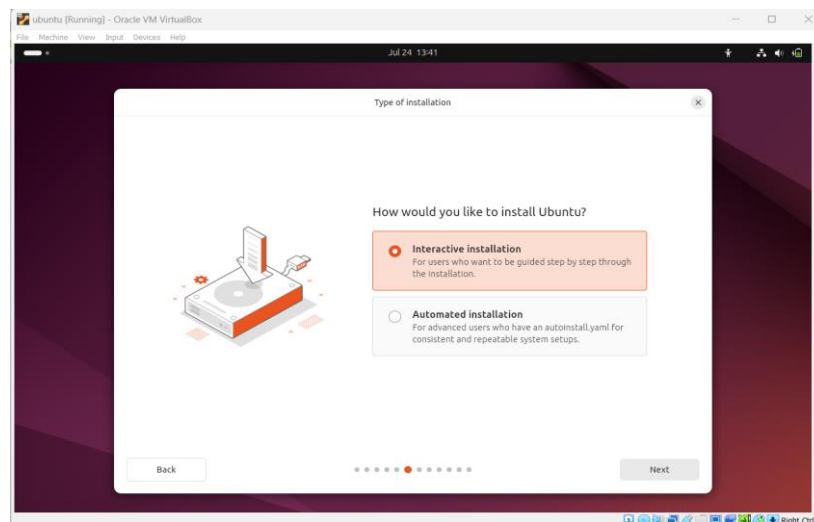 ubuntu [Running] - Oracle VM VirtualBox
File Machine View Input Devices Help
Jul 24 13:41
Type of installation
How would you like to install Ubuntu?
Interactive installation
For users who want to be guided step by step through
the installation.
Automated installation
For advanced users who have an autoinstall.yaml for
consistent and repeatable system setups.
Back
Next
Right Ctrl